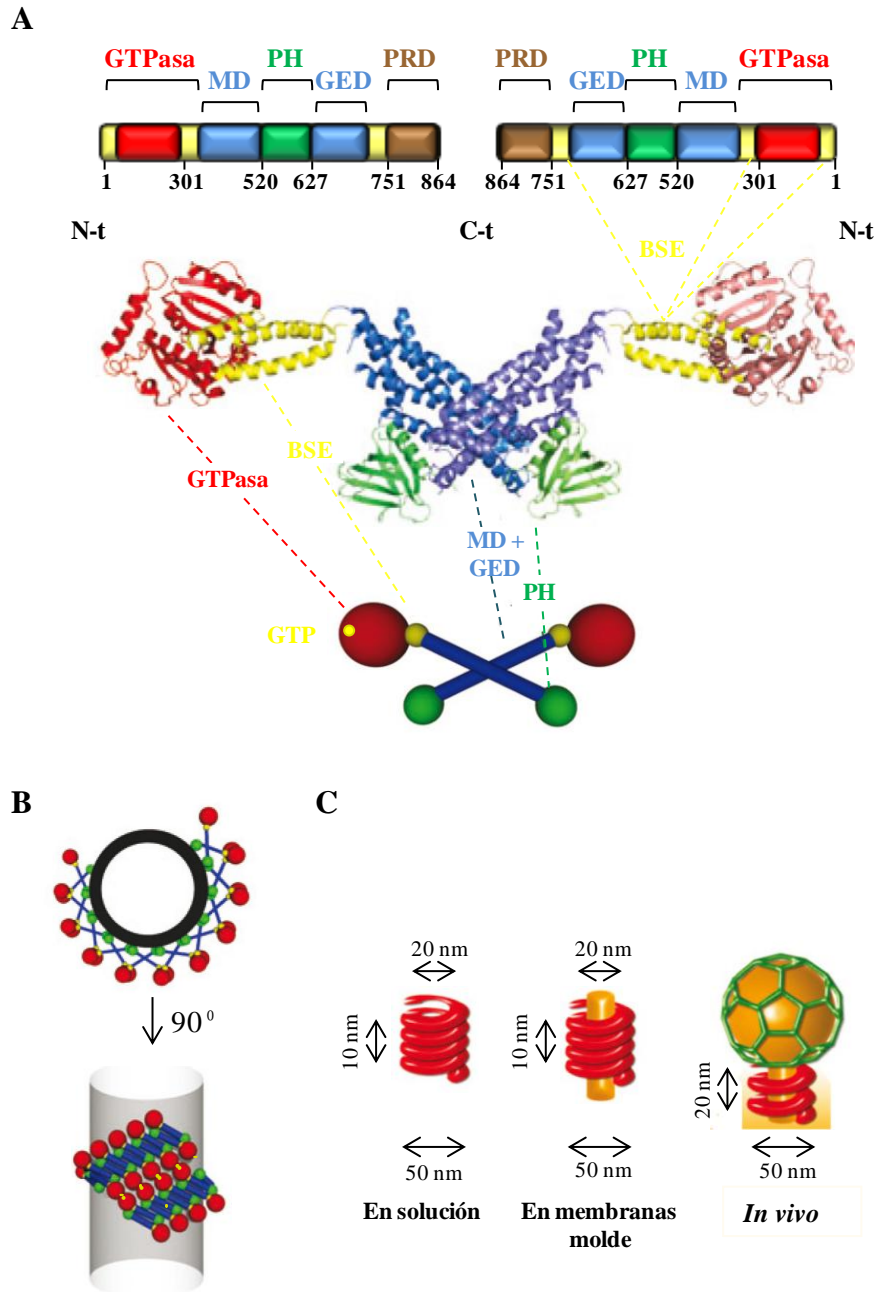 A
GTPasa PH PRD PRD PH GTPasa
MD GED GED MD
1 301 520 627 751 864 864 751 627 520 301 1
N-t C-t N-t
BSE
BSE
GTPasa
MD +
GED
PH
GTP
B C
20 nm 20 nm
90⁰
10 nm 10 nm 20 nm
50 nm 50 nm 50 nm
En solución En membranas In vivo
molde